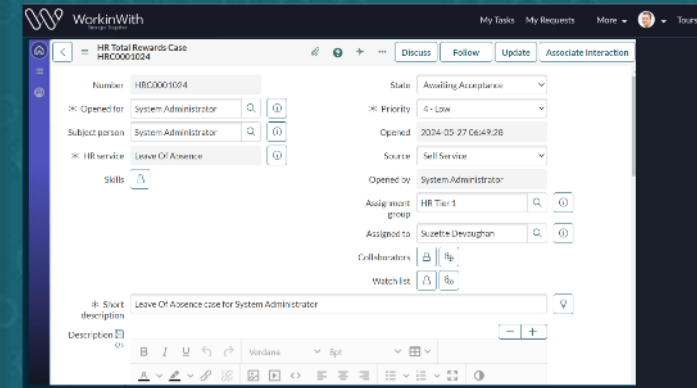 WorkinWith
My Tasks My Requests More Tours
HR Total Rewards Case
HRC0001024
Discuss Follow Update Associate Interaction
Number HRC0001024
Opened for System Administrator
Subject person System Administrator
HR service Leave Of Absence
Skills
State Awaiting Acceptance
Priority 4 - Low
Opened 2024-05-27 06:49:28
Source Self Service
Opened by System Administrator
Assignment
group
HR Tier 1
Assigned to Suzette Devaughan
Collaborators
Watch list
Short
description
Leave Of Absence case for System Administrator
Description
B I U Verdana 8pt
A